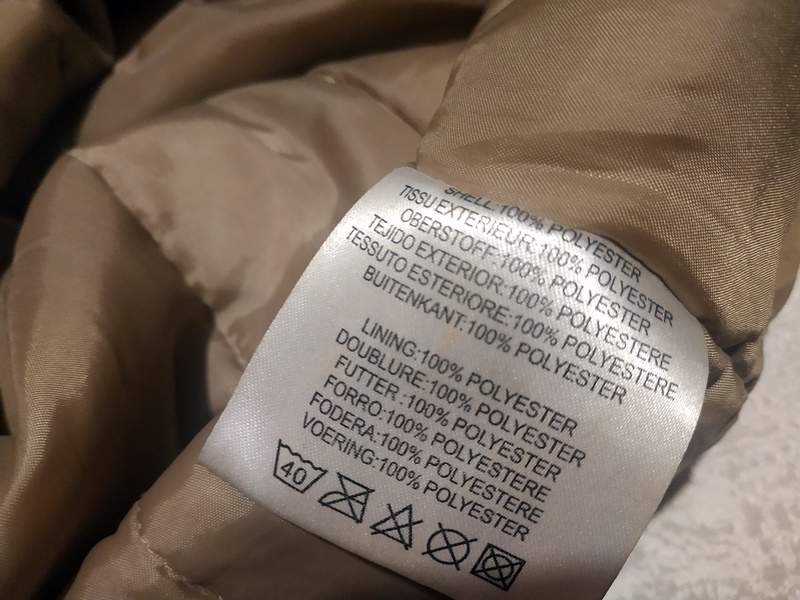 SHELL:100% POLYESTER
TISSU EXTERIEUR:100% POLYESTER
OBERSTOFF:100% POLYESTER
TEJIDO EXTERIOR:100% POLYESTERE
TESSUTO ESTERIORE:100% POLYESTERE
BUITENKANT:100% POLYESTER
LINING:100% POLYESTER
DOUBLURE:100% POLYESTER
FUTTER :100% POLYESTER
FORRO:100% POLYESTERE
FODERA:100% POLYESTERE
VOERING:100% POLYESTER
40